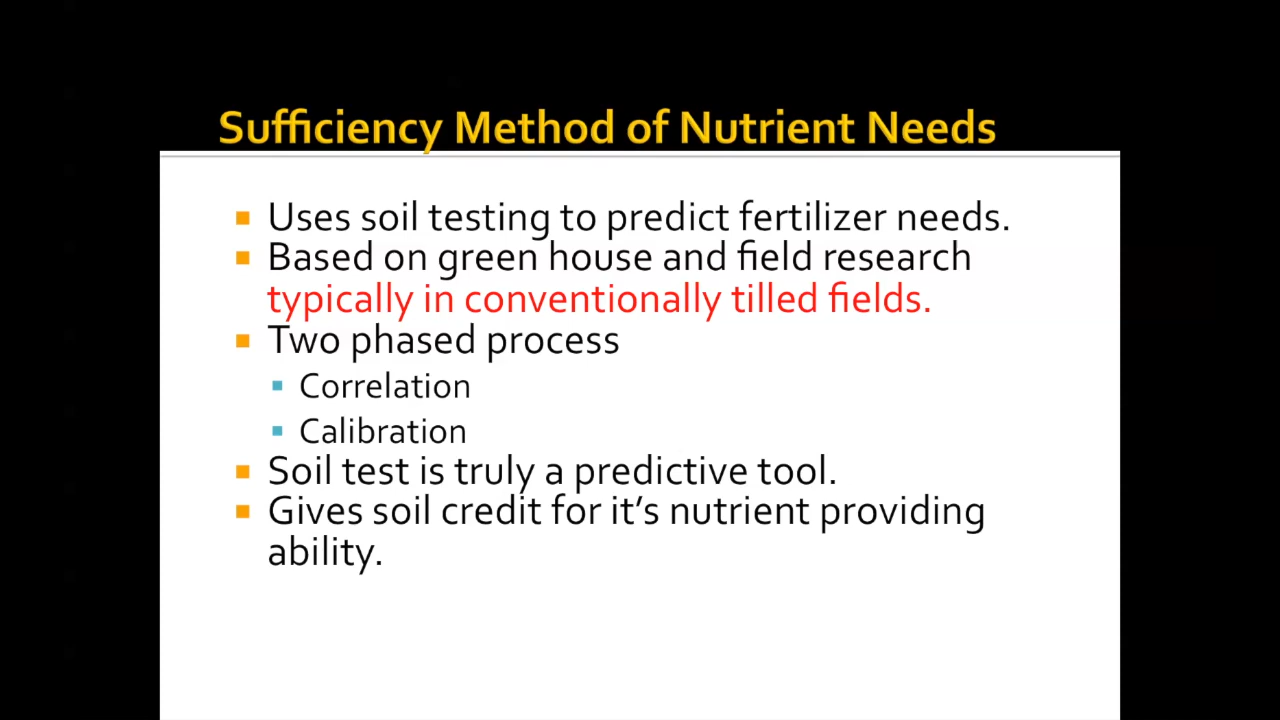 Sufficiency Method of Nutrient Needs
Uses soil testing to predict fertilizer needs.
Based on green house and field research
typically in conventionally tilled fields.
Two phased process
Correlation
Calibration
Soil test is truly a predictive tool.
Gives soil credit for it’s nutrient providing
ability.